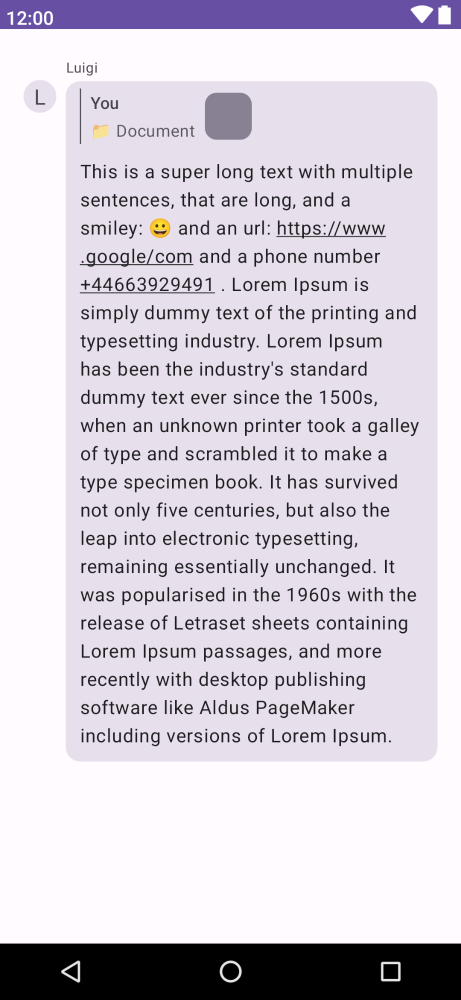 12:00
Luigi
L
You
📁 Document
This is a super long text with multiple
sentences, that are long, and a
smiley: 😀 and an url: https://www
.google/com and a phone number
+44663929491 . Lorem Ipsum is
simply dummy text of the printing and
typesetting industry. Lorem Ipsum
has been the industry's standard
dummy text ever since the 1500s,
when an unknown printer took a galley
of type and scrambled it to make a
type specimen book. It has survived
not only five centuries, but also the
leap into electronic typesetting,
remaining essentially unchanged. It
was popularised in the 1960s with the
release of Letraset sheets containing
Lorem Ipsum passages, and more
recently with desktop publishing
software like Aldus PageMaker
including versions of Lorem Ipsum.